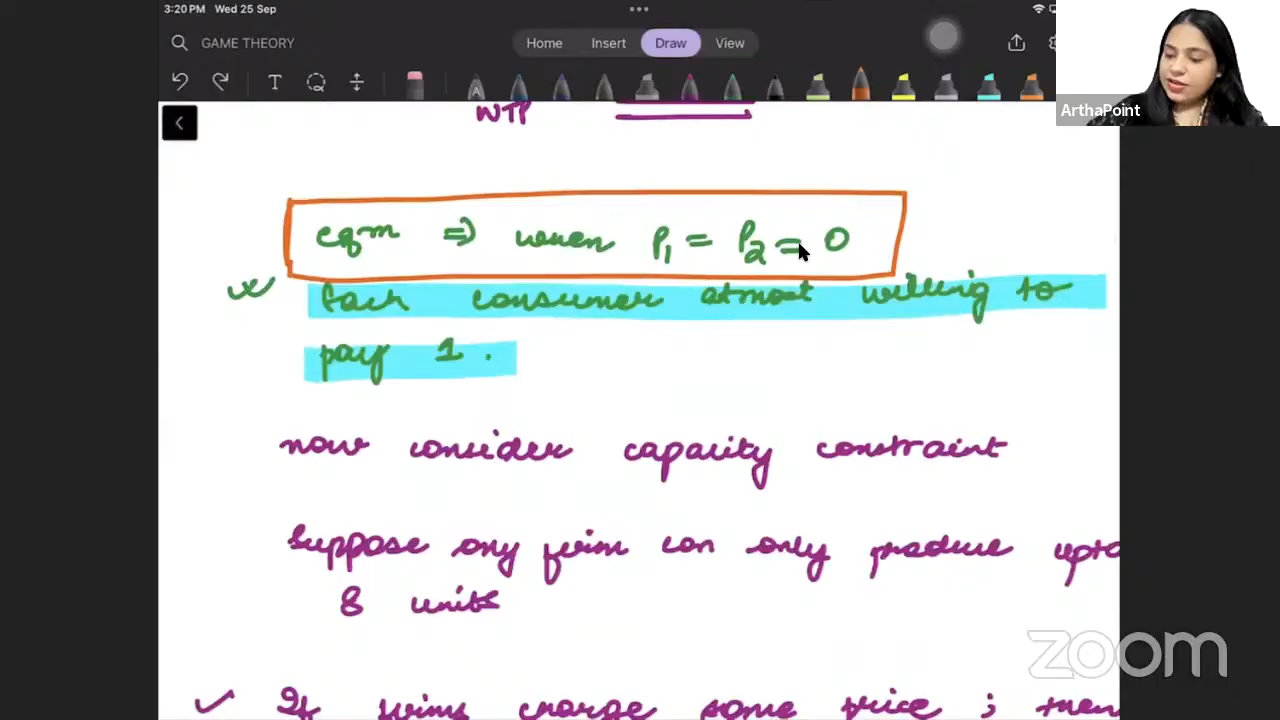 3:20 PM Wed 25 Sep
GAME THEORY
Home Insert Draw View
ArthaPoint
WTP
eqm ⇒ when P1 = P2 = 0
Each consumer atmost willing to
pay 1.
now consider capacity constraint
Suppose any firm can only produce upto
8 units
zoom
If firms charge same price ; then